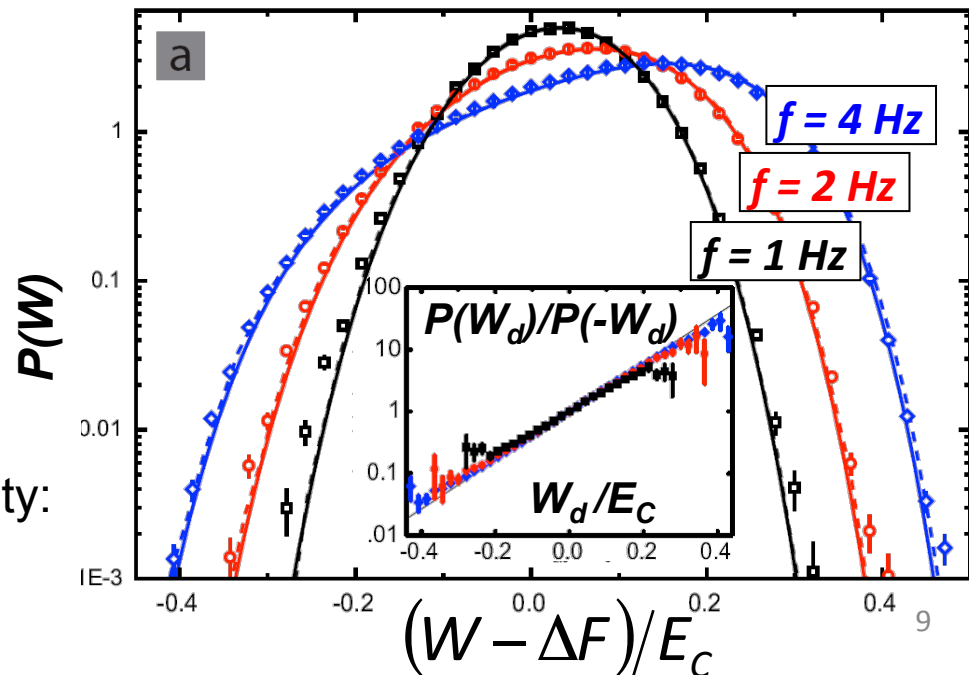 a
f = 4 Hz
f = 2 Hz
f = 1 Hz
1
0.1
0.01
1E-3
P(W)
ty:
100
10
1
0.1
.01
P(W_d)/P(-W_d)
W_d/E_C
-0.4 -0.2 0.0 0.2 0.4
-0.4 -0.2 0.0 0.2 0.4
(W − ΔF)/E_C
9